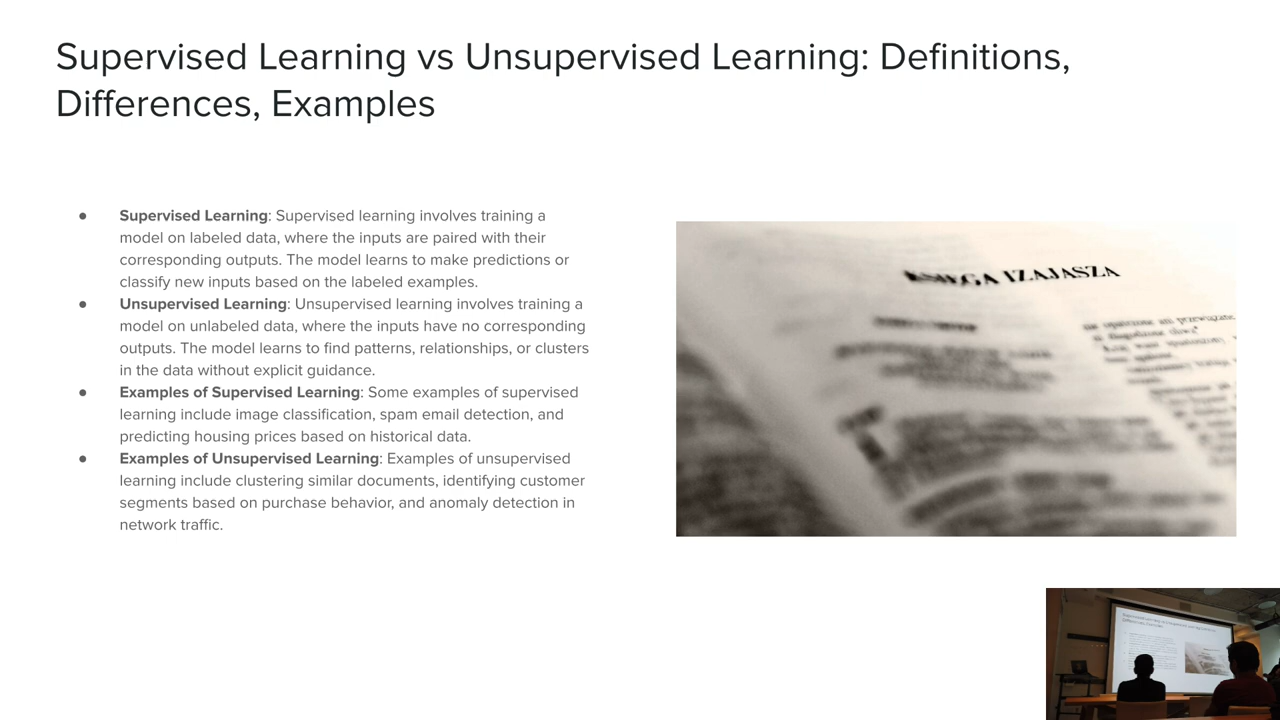 Supervised Learning vs Unsupervised Learning: Definitions,
Differences, Examples
● Supervised Learning: Supervised learning involves training a
model on labeled data, where the inputs are paired with their
corresponding outputs. The model learns to make predictions or
classify new inputs based on the labeled examples.
● Unsupervised Learning: Unsupervised learning involves training a
model on unlabeled data, where the inputs have no corresponding
outputs. The model learns to find patterns, relationships, or clusters
in the data without explicit guidance.
● Examples of Supervised Learning: Some examples of supervised
learning include image classification, spam email detection, and
predicting housing prices based on historical data.
● Examples of Unsupervised Learning: Examples of unsupervised
learning include clustering similar documents, identifying customer
segments based on purchase behavior, and anomaly detection in
network traffic.
KSIĘGA IZAJASZA